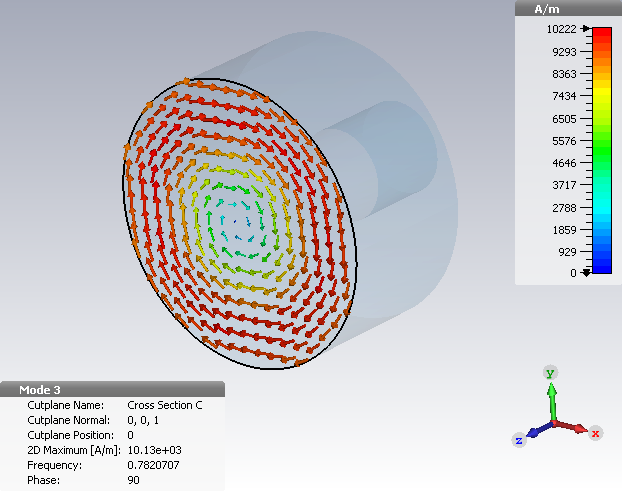 A/m
10222
9293
8363
7434
6505
5576
4646
3717
2788
1859
929
0
y
z
x
Mode 3
Cutplane Name: Cross Section C
Cutplane Normal: 0, 0, 1
Cutplane Position: 0
2D Maximum [A/m]: 10.13e+03
Frequency: 0.7820707
Phase: 90